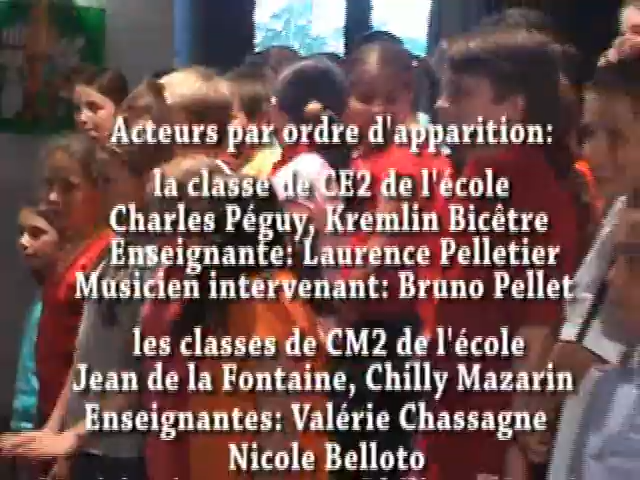 Acteurs par ordre d'apparition:
la classe de CE2 de l'école
Charles Péguy, Kremlin Bicêtre
Enseignante: Laurence Pelletier
Musicien intervenant: Bruno Pellet
les classes de CM2 de l'école
Jean de la Fontaine, Chilly Mazarin
Enseignantes: Valérie Chassagne
Nicole Belloto